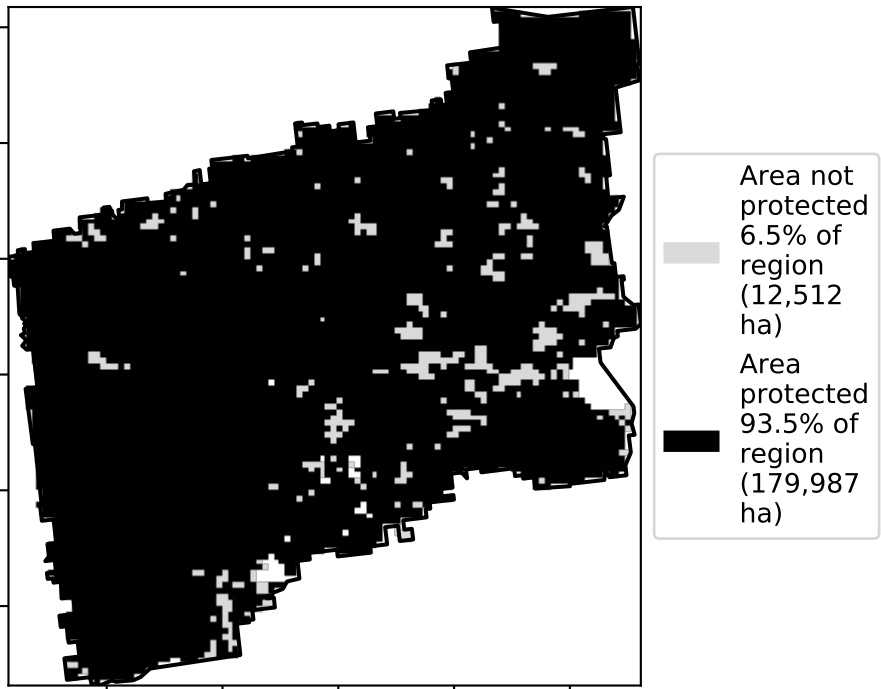 Area not
protected
6.5% of
region
(12,512
ha)
Area
protected
93.5% of
region
(179,987
ha)